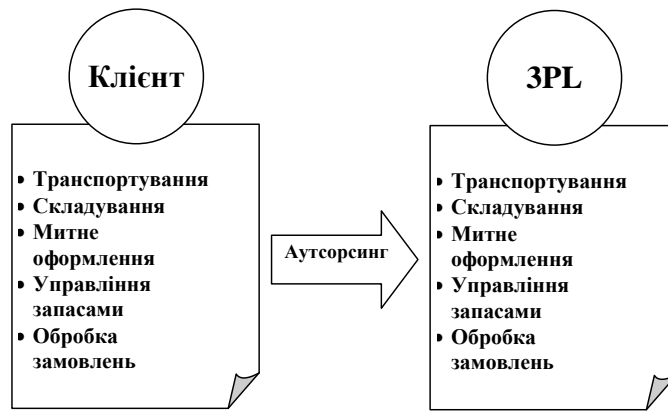 Клієнт
• Транспортування
• Складування
• Митне
оформлення
• Управління
запасами
• Обробка
замовлень
Аутсорсинг
3PL
• Транспортування
• Складування
• Митне
оформлення
• Управління
запасами
• Обробка
замовлень